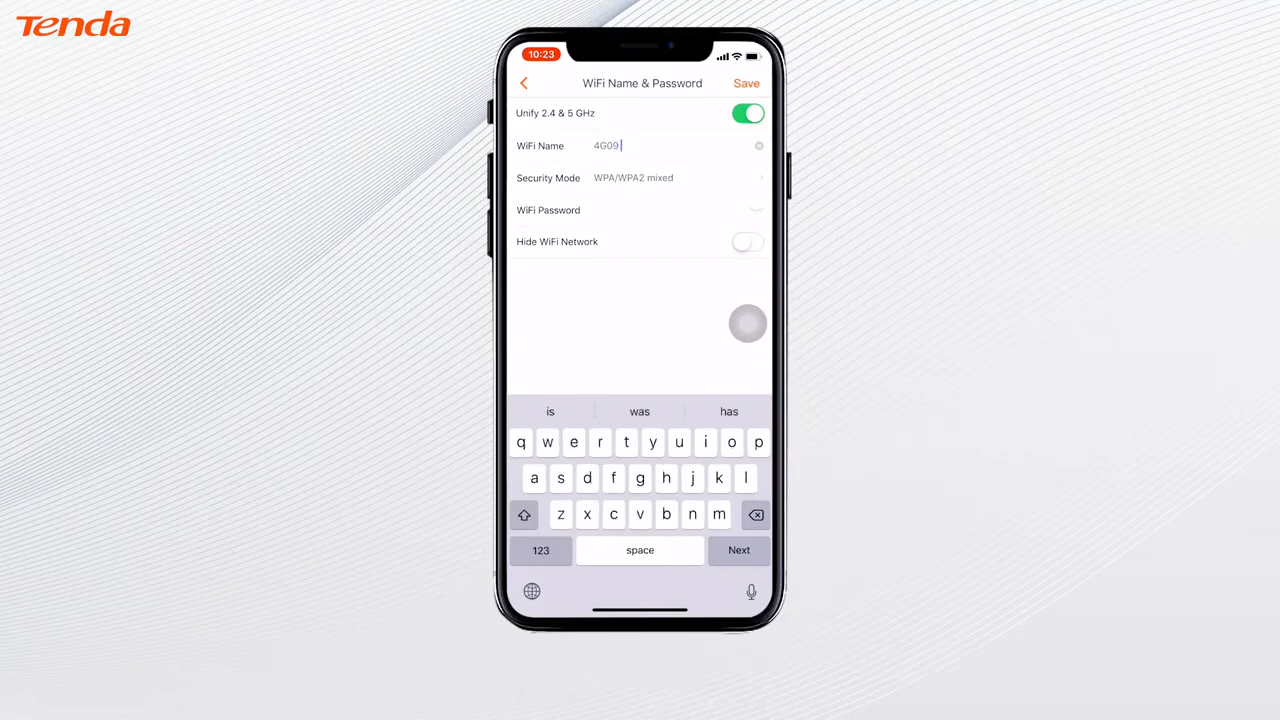 Tenda
10:23
WiFi Name & Password Save
Unify 2.4 & 5 GHz
WiFi Name 4G09
Security Mode WPA/WPA2 mixed
WiFi Password
Hide WiFi Network
is was has
q w e r t y u i o p
a s d f g h j k l
z x c v b n m
123 space Next